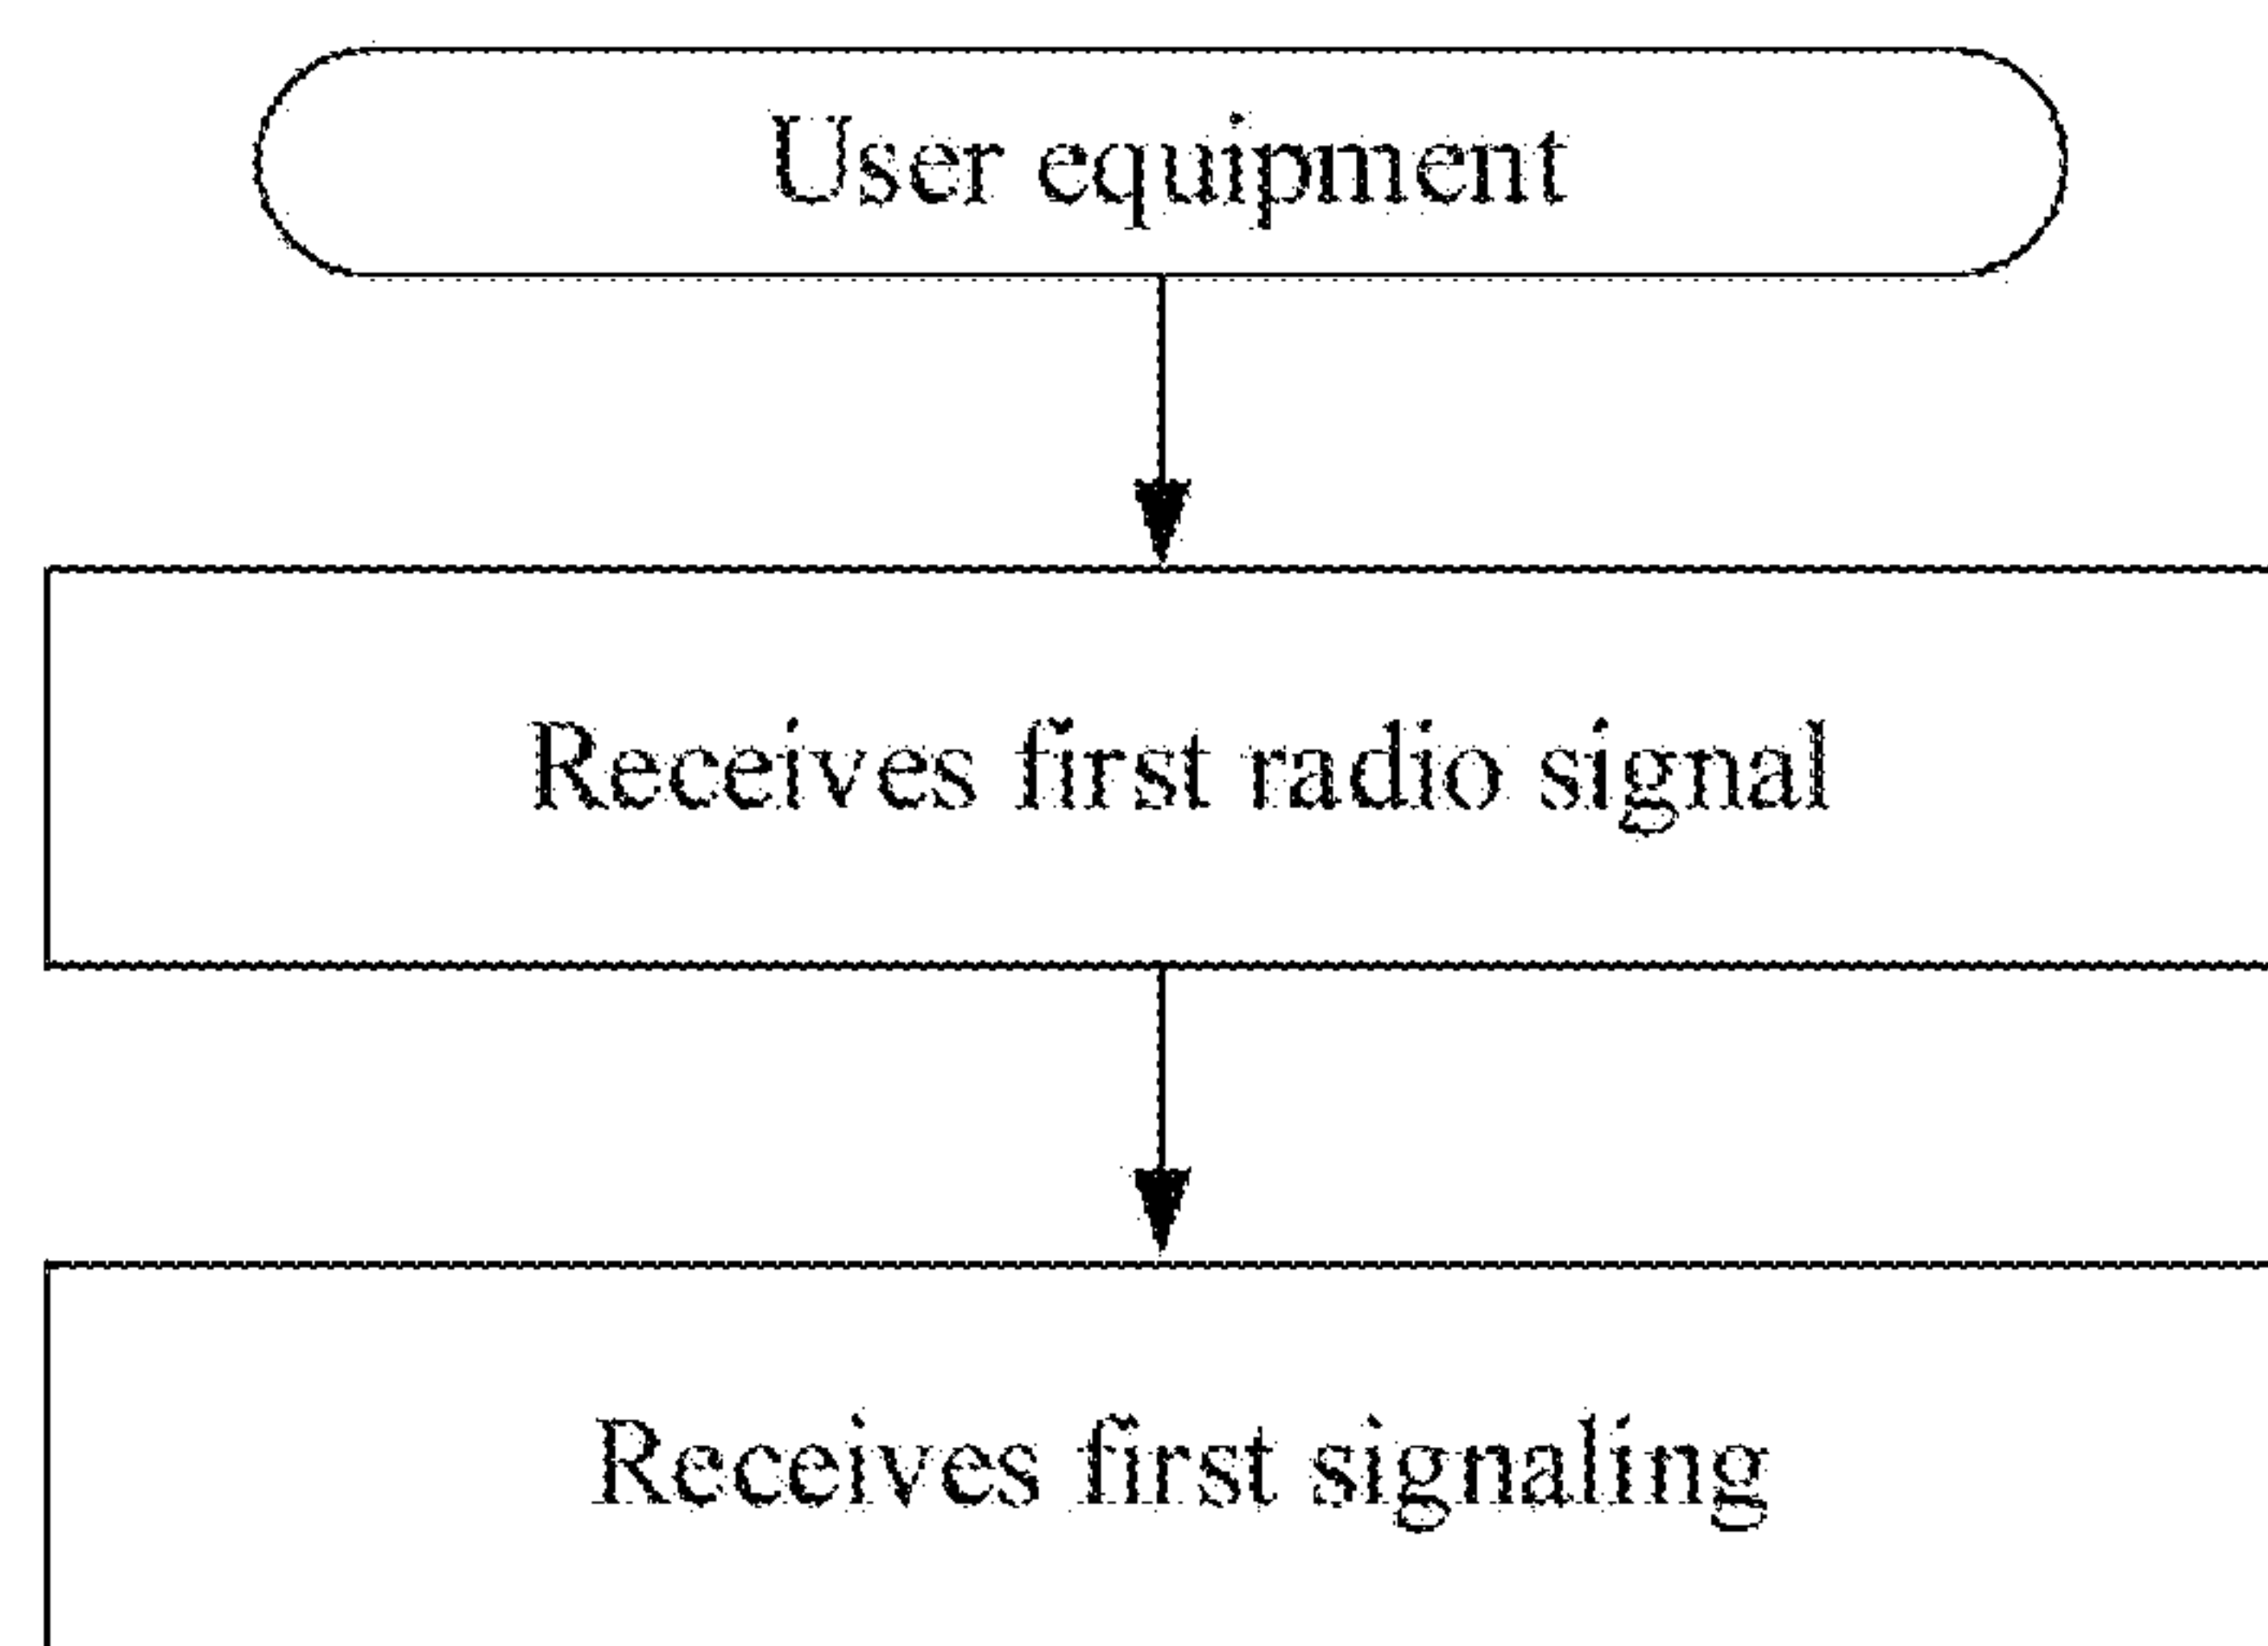 User equipment
Receives first radio signal
Receives first signaling